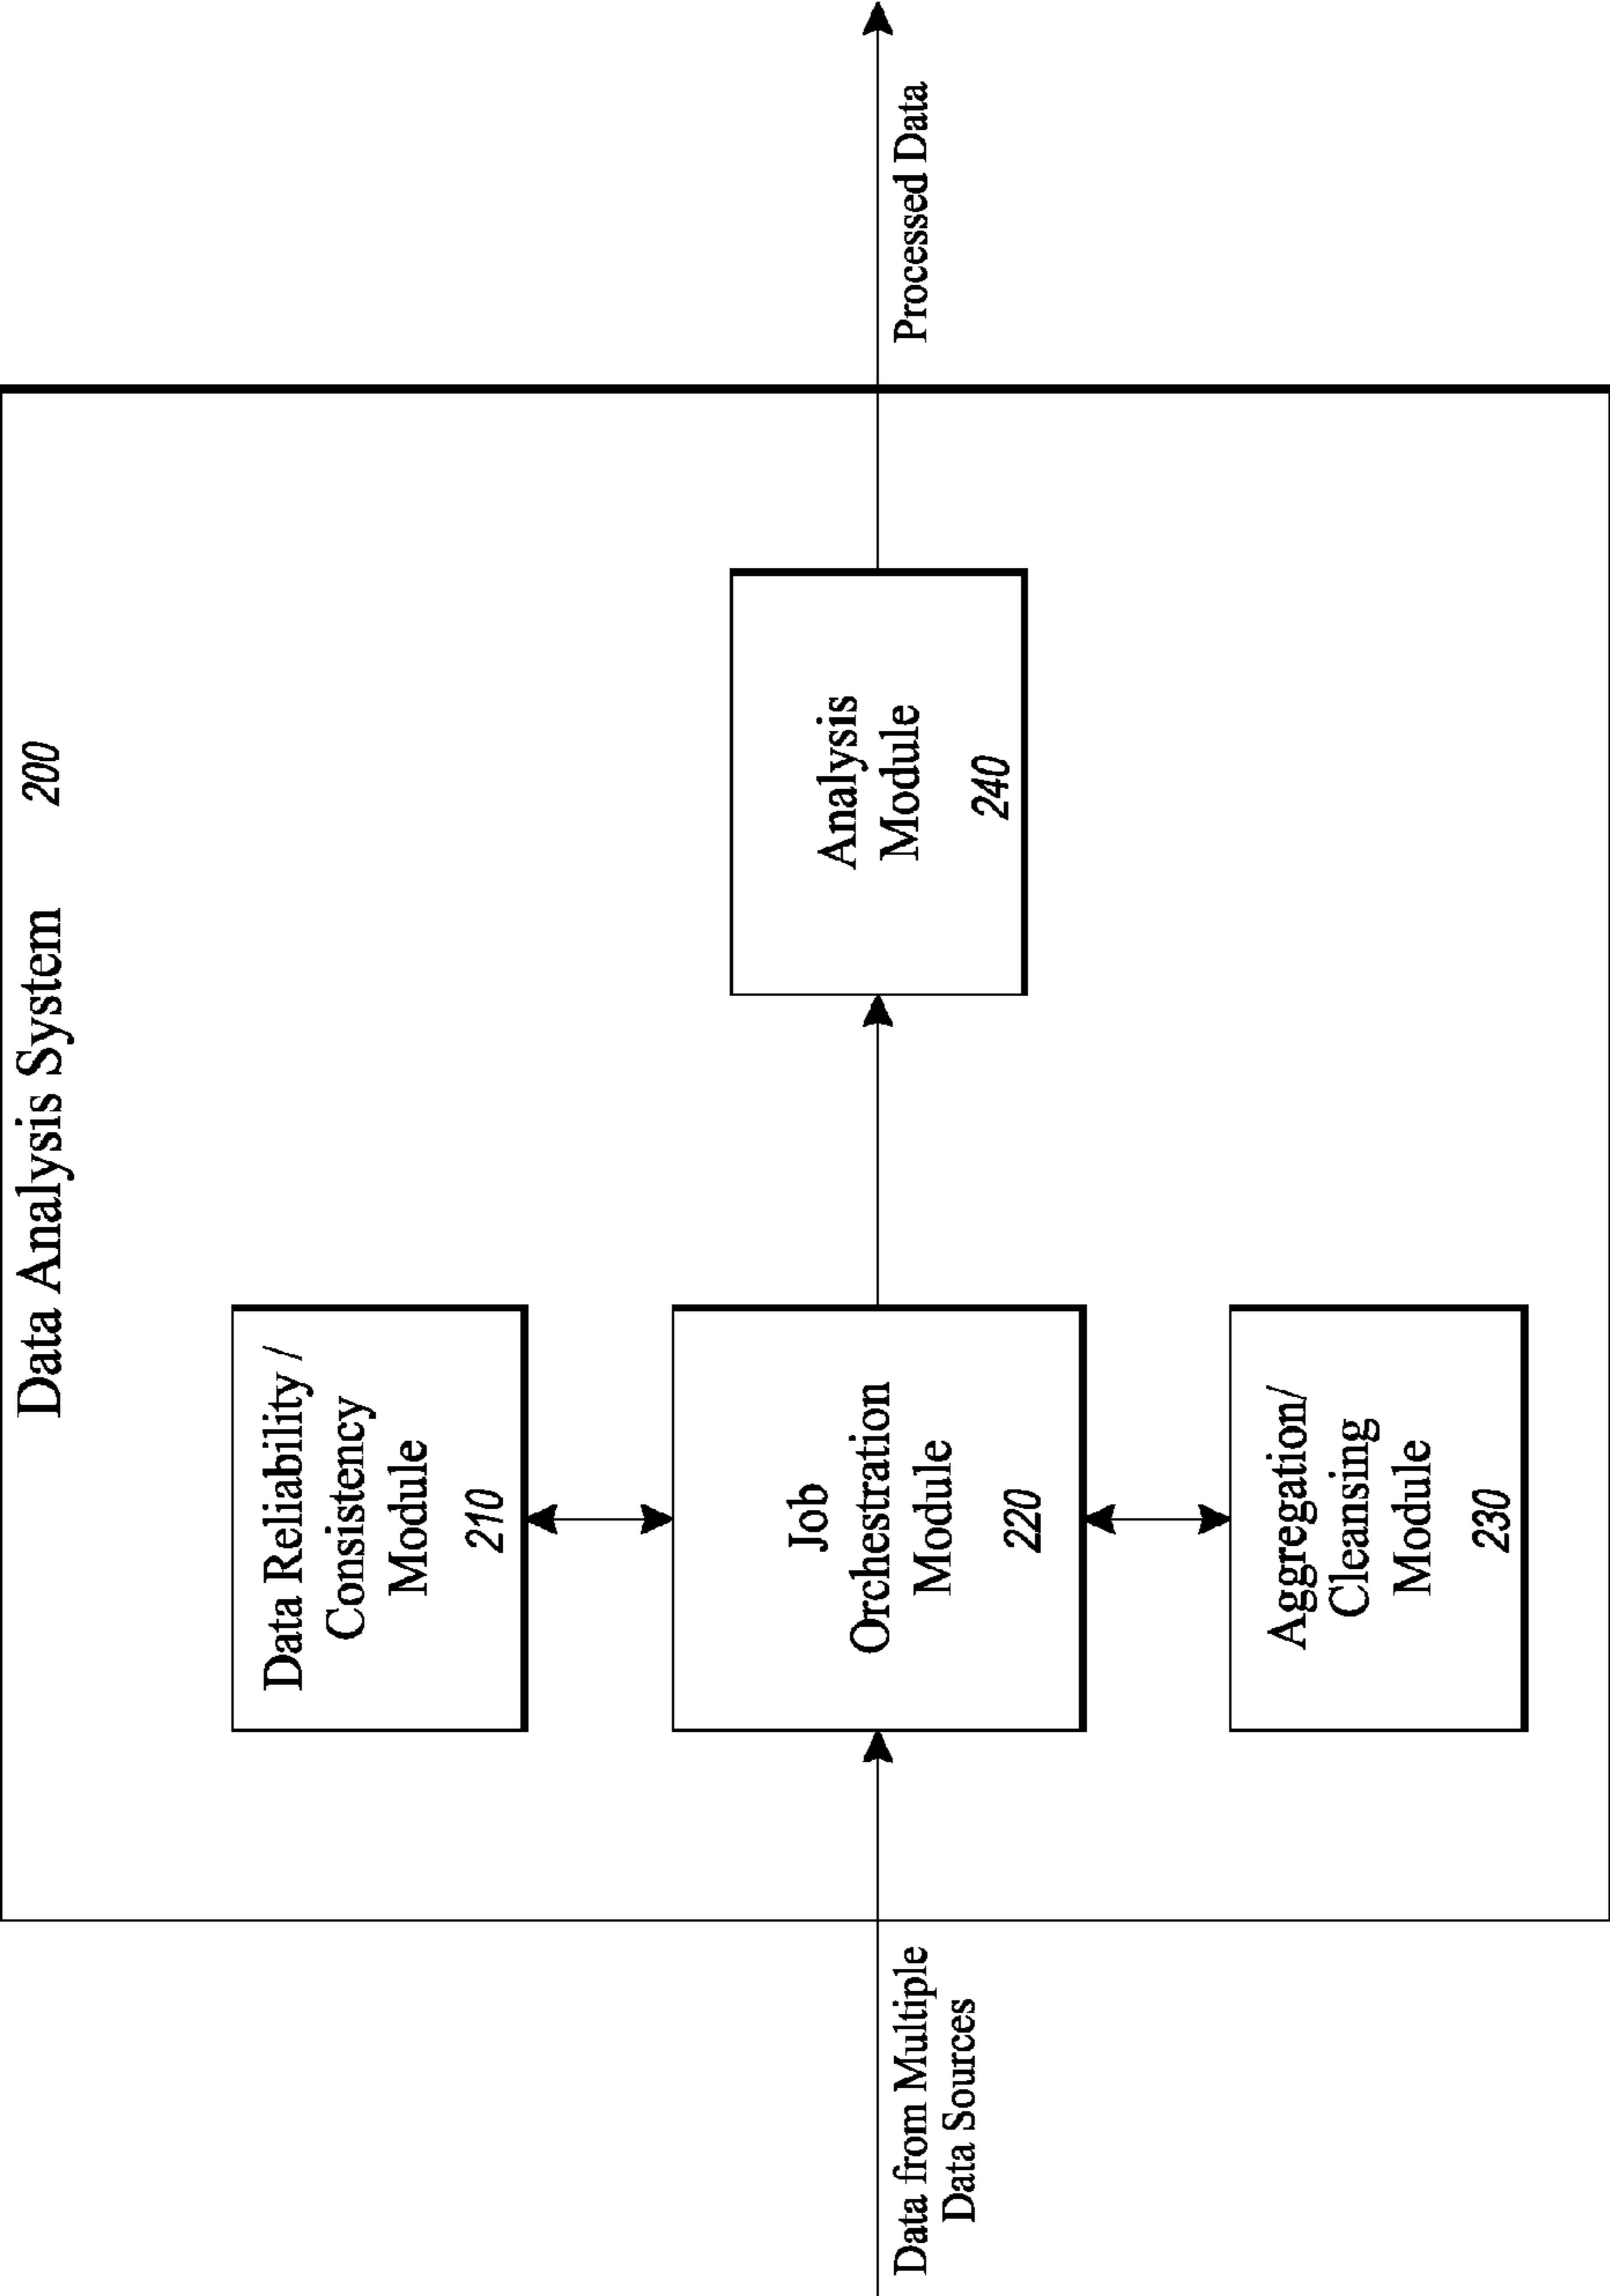 Data Analysis System 200
Data Reliability /
Consistency
Module
210
Job
Orchestration
Module
220
Aggregation/
Cleansing
Module
230
Analysis
Module
240
Data from Multiple
Data Sources
Processed Data